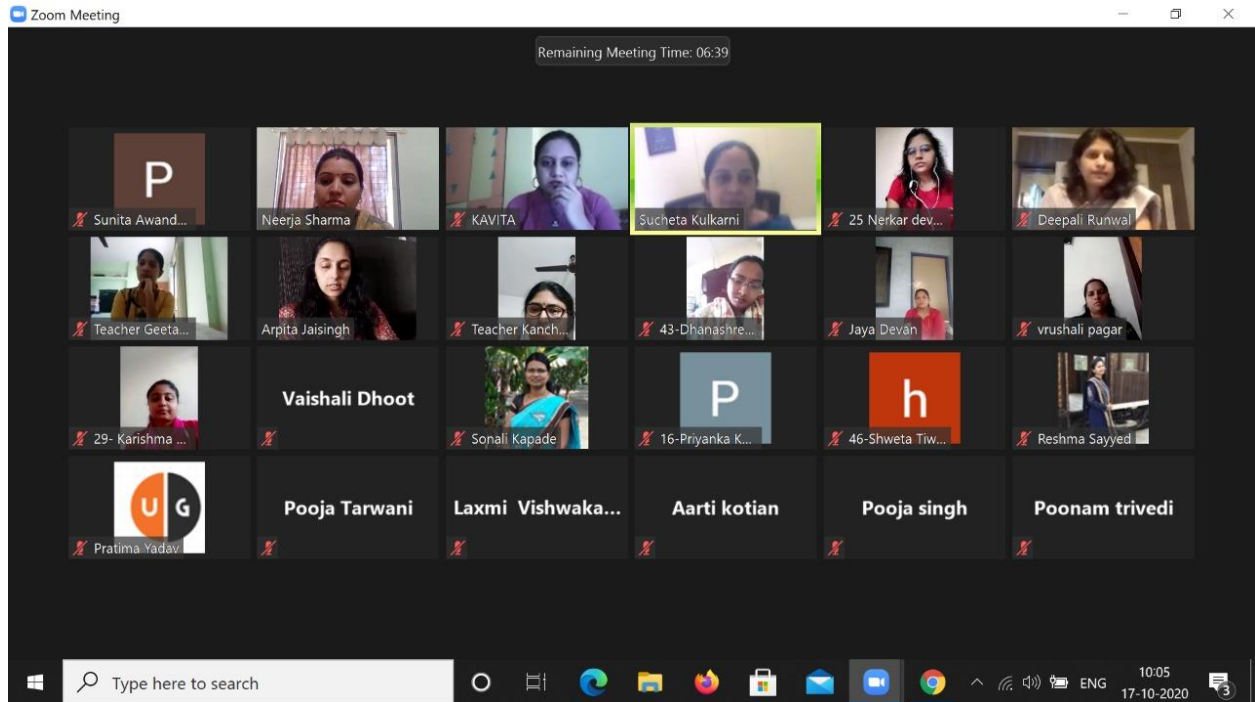 Zoom Meeting
Remaining Meeting Time: 06:39
P
Sunita Awand...
Neerja Sharma
KAVITA
Sucheta Kulkarni
25 Nerkar dev...
Deepali Runwal
Teacher Geeta...
Arpita Jaisingh
Teacher Kanch...
43-Dhanashre...
Jaya Devan
vrushali pagar
29- Karishma ...
Vaishali Dhoot
Sonali Kapade
P
16-Priyanka K...
h
46-Shweta Tiw...
Reshma Sayyed
U G
Pratima Yadav
Pooja Tarwani
Laxmi Vishwaka...
Aarti kotian
Pooja singh
Poonam trivedi
Type here to search
ENG
10:05
17-10-2020
3